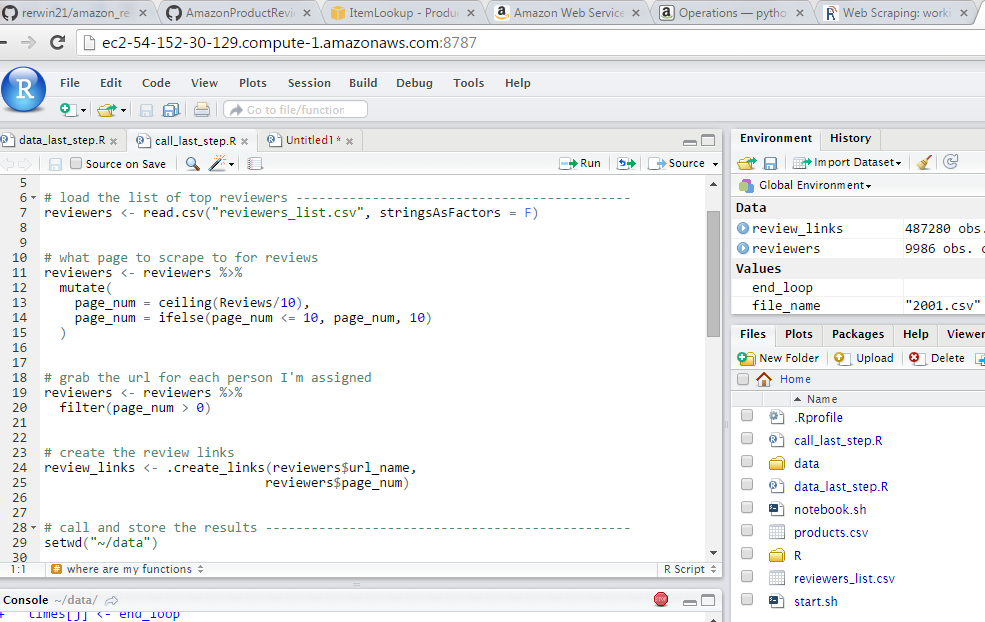 rerwin21/amazon_re
AmazonProductRevi
ItemLookup - Produc
Amazon Web Service
Operations — pytho
Web Scraping: worki
ec2-54-152-30-129.compute-1.amazonaws.com:8787
R
File Edit Code View Plots Session Build Debug Tools Help
Go to file/function
data_last_step.R
call_last_step.R
Untitled1*
Source on Save
Run
Source
5
6 # load the list of top reviewers ---------------------------------------------
7 reviewers <- read.csv("reviewers_list.csv", stringsAsFactors = F)
8
9
10 # what page to scrape to for reviews
11 reviewers <- reviewers %>%
12 mutate(
13 page_num = ceiling(Reviews/10),
14 page_num = ifelse(page_num <= 10, page_num, 10)
15 )
16
17
18 # grab the url for each person I'm assigned
19 reviewers <- reviewers %>%
20 filter(page_num > 0)
21
22
23 # create the review links
24 review_links <- .create_links(reviewers$url_name,
25 reviewers$page_num)
26
27
28 # call and store the results -------------------------------------------------
29 setwd("~/data")
30
1:1
# where are my functions
R Script
Console ~/data/
STOP
+ times[j] <- end_loop
Environment History
Import Dataset
Global Environment
Data
review_links 487280 obs.
reviewers 9986 obs. o
Values
end_loop
file_name "2001.csv"
Files Plots Packages Help Viewer
New Folder Upload Delete
Home
Name
.Rprofile
call_last_step.R
data
data_last_step.R
notebook.sh
products.csv
R
reviewers_list.csv
start.sh